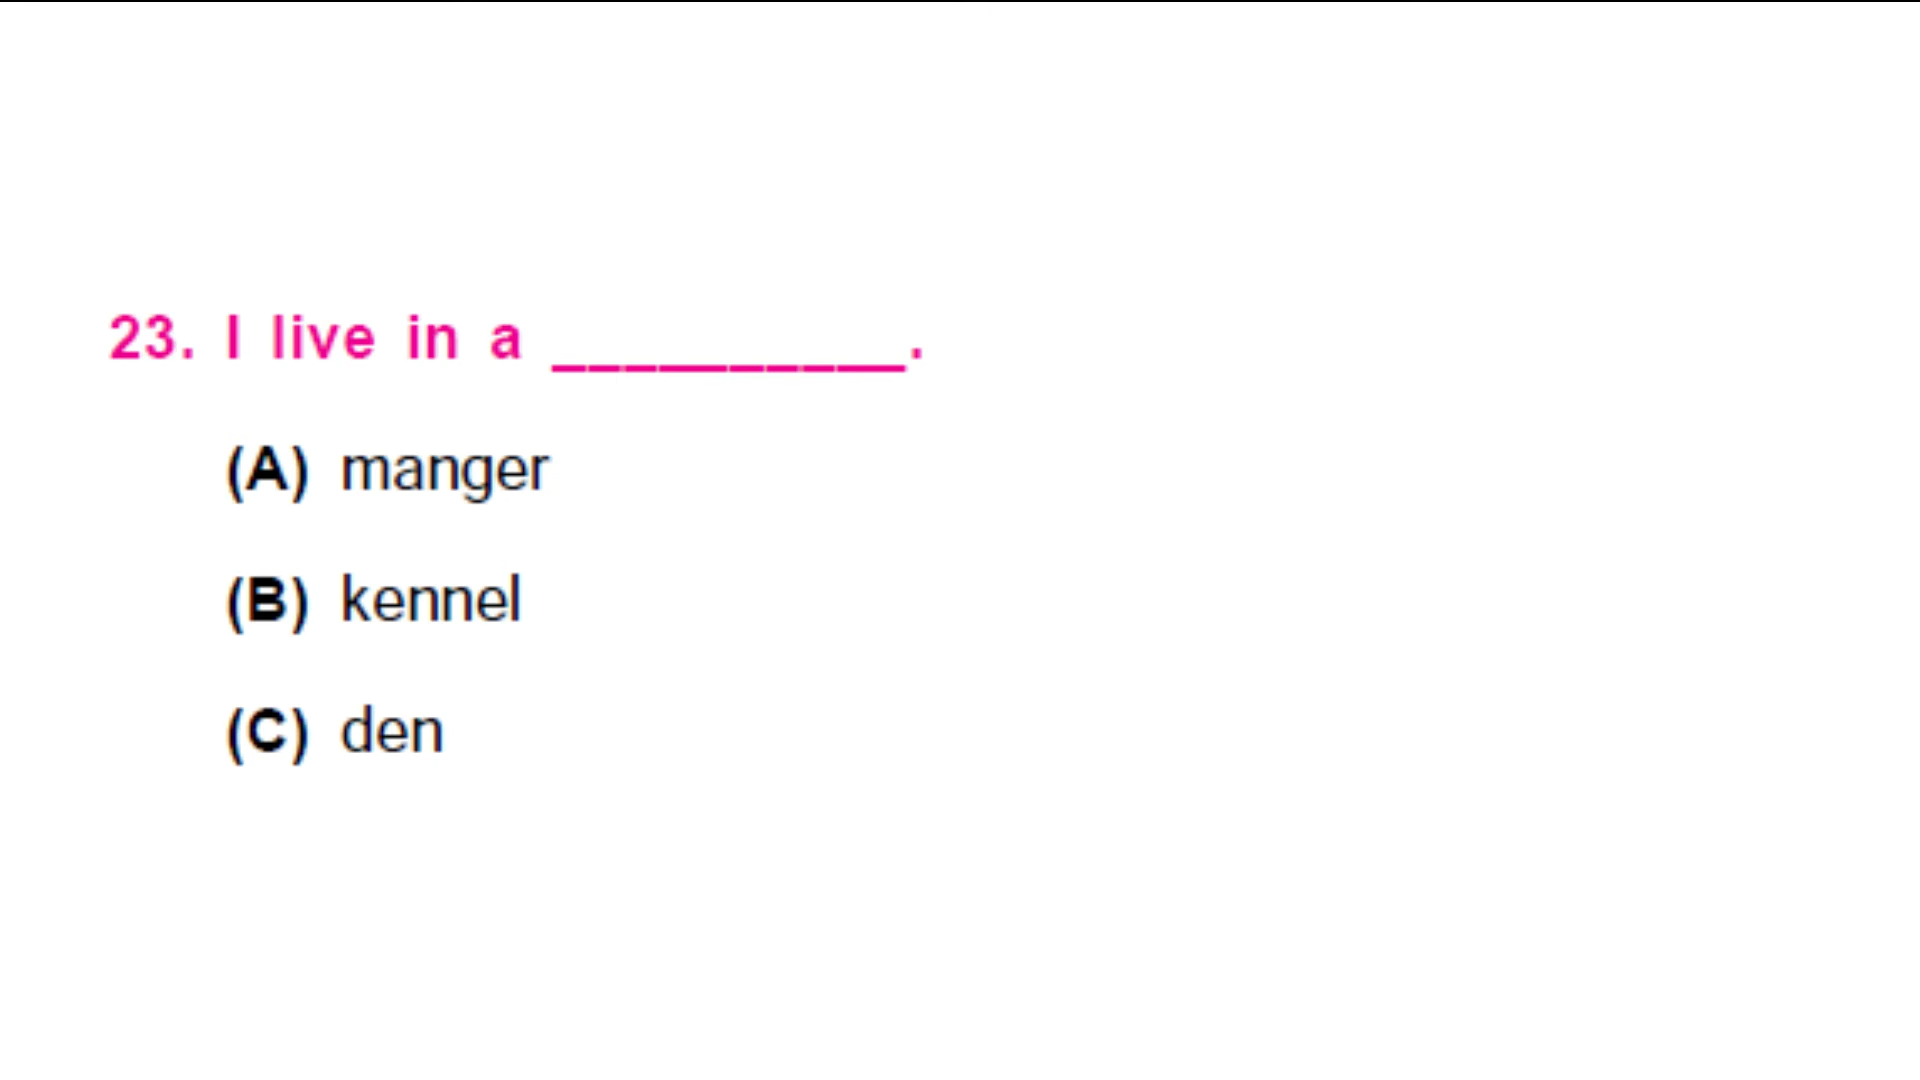 23. I live in a __________.
(A) manger
(B) kennel
(C) den